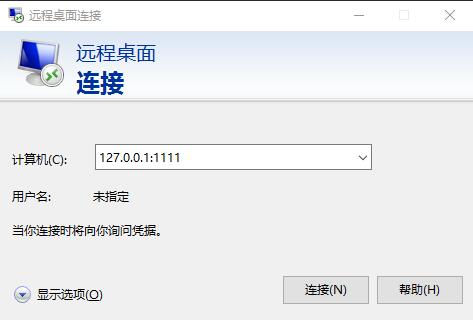 远程桌面连接
远程桌面
连接
计算机(C): 127.0.0.1:1111
用户名: 未指定
当你连接时将向你询问凭据。
显示选项(O) 连接(N) 帮助(H)